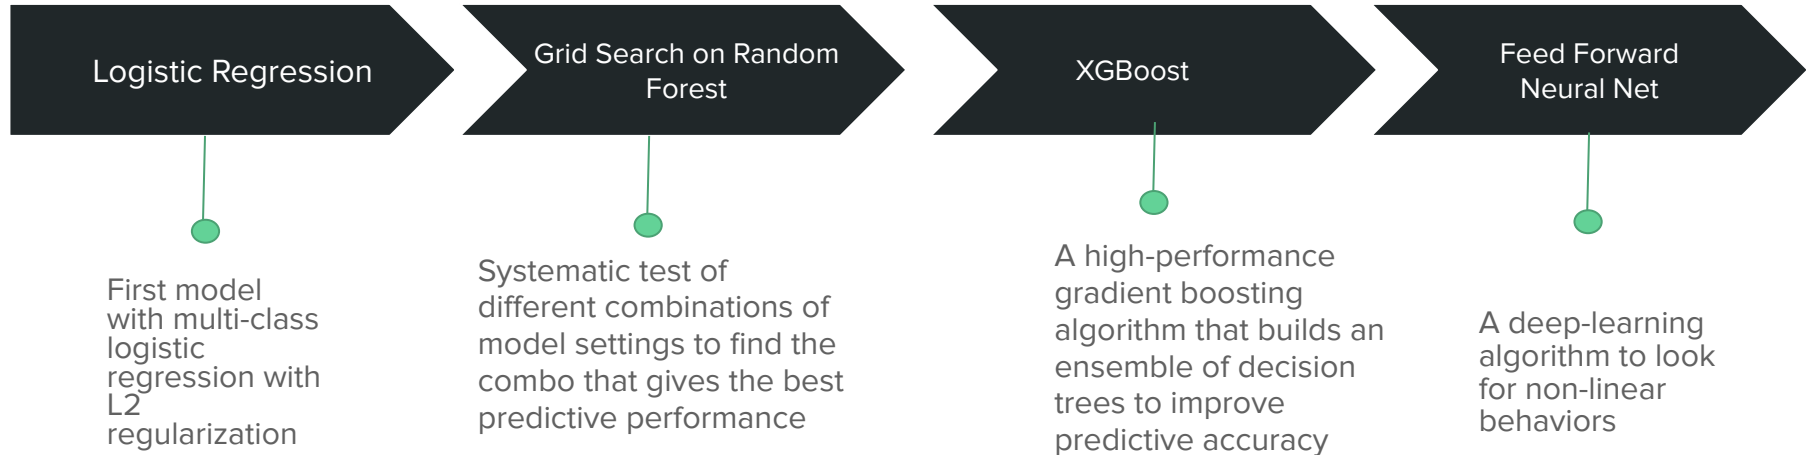 Logistic Regression
Grid Search on Random
Forest
XGBoost
Feed Forward
Neural Net
First model
with multi-class
logistic
regression with
L2
regularization
Systematic test of
different combinations of
model settings to find the
combo that gives the best
predictive performance
A high-performance
gradient boosting
algorithm that builds an
ensemble of decision
trees to improve
predictive accuracy
A deep-learning
algorithm to look
for non-linear
behaviors